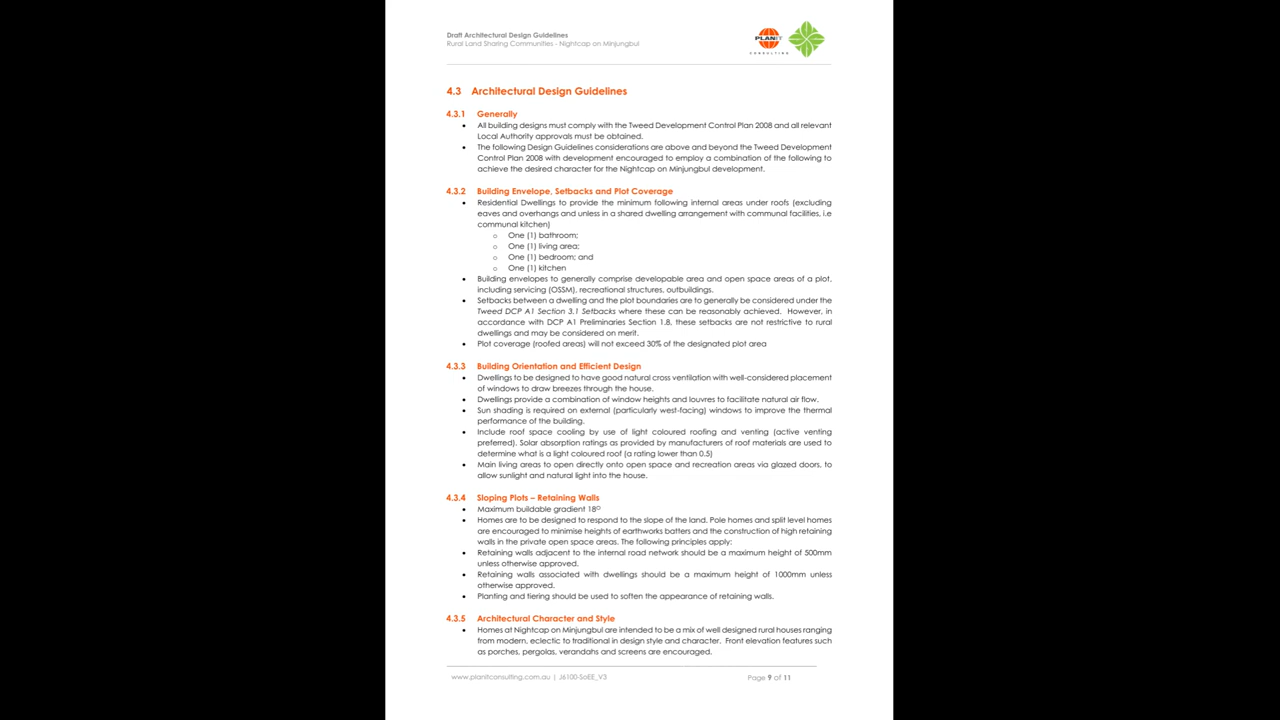 Draft Architectural Design Guidelines
Rural Land Sharing Communities - Nightcap on Minjungbul
PLANIT
CONSULTING
4.3 Architectural Design Guidelines
4.3.1 Generally
• All building designs must comply with the Tweed Development Control Plan 2008 and all relevant
Local Authority approvals must be obtained.
• The following Design Guidelines considerations are above and beyond the Tweed Development
Control Plan 2008 with development encouraged to employ a combination of the following to
achieve the desired character for the Nightcap on Minjungbul development.
4.3.2 Building Envelope, Setbacks and Plot Coverage
• Residential Dwellings to provide the minimum following internal areas under roofs (excluding
eaves and overhangs and unless in a shared dwelling arrangement with communal facilities, i.e
communal kitchen)
o One (1) bathroom;
o One (1) living area;
o One (1) bedroom; and
o One (1) kitchen
• Building envelopes to generally comprise developable area and open space areas of a plot,
including servicing (OSSM), recreational structures, outbuildings.
• Setbacks between a dwelling and the plot boundaries are to generally be considered under the
Tweed DCP A1 Section 3.1 Setbacks where these can be reasonably achieved. However, in
accordance with DCP A1 Preliminaries Section 1.8, these setbacks are not restrictive to rural
dwellings and may be considered on merit.
• Plot coverage (roofed areas) will not exceed 30% of the designated plot area
4.3.3 Building Orientation and Efficient Design
• Dwellings to be designed to have good natural cross ventilation with well-considered placement
of windows to draw breezes through the house.
• Dwellings provide a combination of window heights and louvres to facilitate natural air flow.
• Sun shading is required on external (particularly west-facing) windows to improve the thermal
performance of the building.
• Include roof space cooling by use of light coloured roofing and venting (active venting
preferred). Solar absorption ratings as provided by manufacturers of roof materials are used to
determine what is a light coloured roof (a rating lower than 0.5)
• Main living areas to open directly onto open space and recreation areas via glazed doors, to
allow sunlight and natural light into the house.
4.3.4 Sloping Plots – Retaining Walls
• Maximum buildable gradient 18°
• Homes are to be designed to respond to the slope of the land. Pole homes and split level homes
are encouraged to minimise heights of earthworks batters and the construction of high retaining
walls in the private open space areas. The following principles apply:
• Retaining walls adjacent to the internal road network should be a maximum height of 500mm
unless otherwise approved.
• Retaining walls associated with dwellings should be a maximum height of 1000mm unless
otherwise approved.
• Planting and tiering should be used to soften the appearance of retaining walls.
4.3.5 Architectural Character and Style
• Homes at Nightcap on Minjungbul are intended to be a mix of well designed rural houses ranging
from modern, eclectic to traditional in design style and character. Front elevation features such
as porches, pergolas, verandahs and screens are encouraged.
www.planitconsulting.com.au | J6100-SoEE_V3
Page 9 of 11